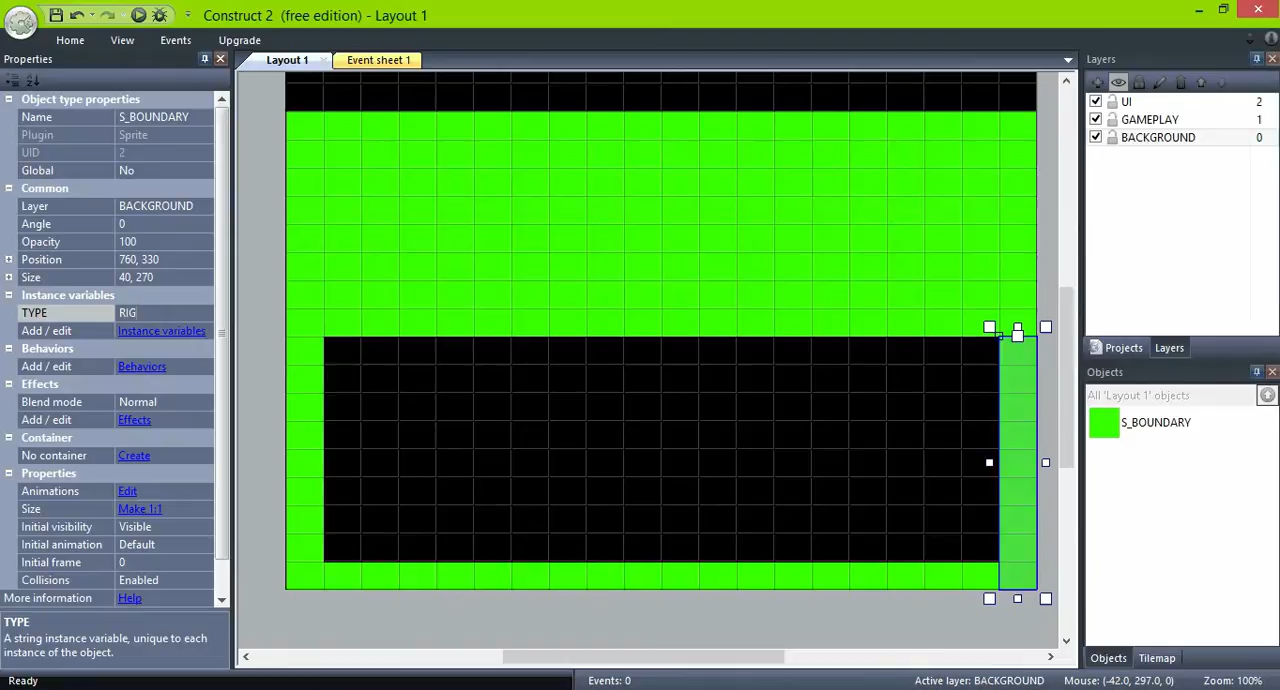 Construct 2 (free edition) - Layout 1
Home View Events Upgrade
Properties
Object type properties
Name S_BOUNDARY
Plugin Sprite
UID 2
Global No
Common
Layer BACKGROUND
Angle 0
Opacity 100
Position 760, 330
Size 40, 270
Instance variables
TYPE RIG
Add / edit Instance variables
Behaviors
Add / edit Behaviors
Effects
Blend mode Normal
Add / edit Effects
Container
No container Create
Properties
Animations Edit
Size Make 1:1
Initial visibility Visible
Initial animation Default
Initial frame 0
Collisions Enabled
More information Help
TYPE
A string instance variable, unique to each
instance of the object.
Layout 1 Event sheet 1
Layers
UI 2
GAMEPLAY 1
BACKGROUND 0
Projects Layers
Objects
All 'Layout 1' objects
S_BOUNDARY
Objects Tilemap
Ready Events: 0 Active layer: BACKGROUND Mouse: (-42.0, 297.0, 0) Zoom: 100%